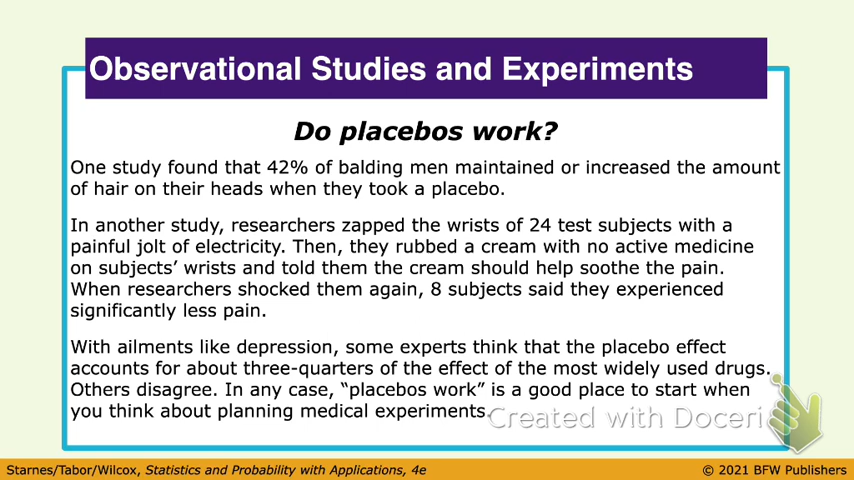 Observational Studies and Experiments
Do placebos work?
One study found that 42% of balding men maintained or increased the amount
of hair on their heads when they took a placebo.
In another study, researchers zapped the wrists of 24 test subjects with a
painful jolt of electricity. Then, they rubbed a cream with no active medicine
on subjects’ wrists and told them the cream should help soothe the pain.
When researchers shocked them again, 8 subjects said they experienced
significantly less pain.
With ailments like depression, some experts think that the placebo effect
accounts for about three-quarters of the effect of the most widely used drugs.
Others disagree. In any case, “placebos work” is a good place to start when
you think about planning medical experiments.
Created with Doceri
Starnes/Tabor/Wilcox, Statistics and Probability with Applications, 4e
© 2021 BFW Publishers